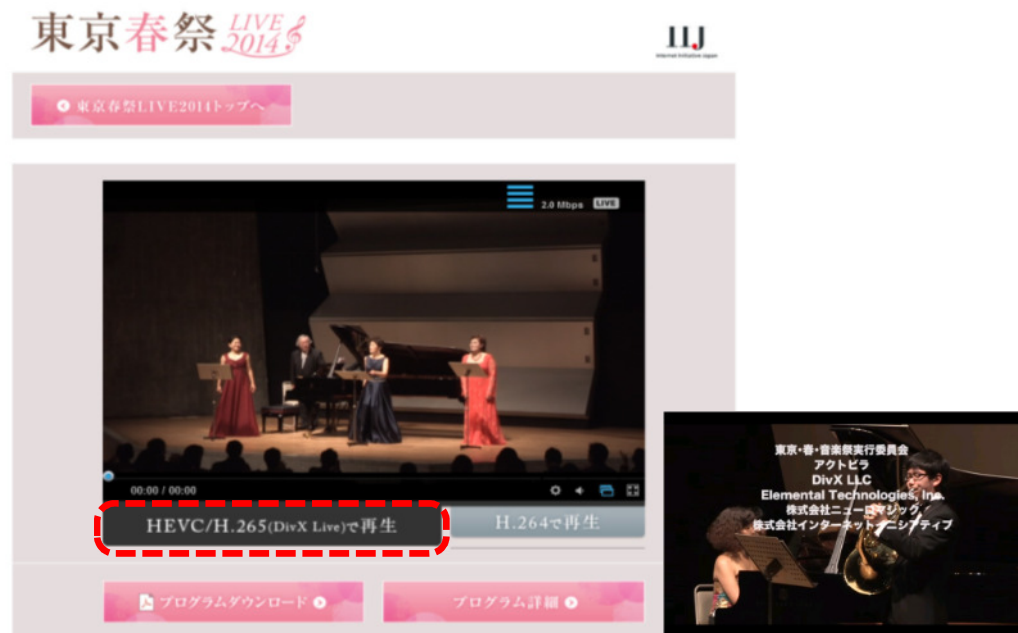 東京春祭 LIVE 2014
IIJ
Internet Initiative Japan
東京春祭LIVE2014トップへ
2.0 Mbps LIVE
00:00 / 00:00
HEVC/H.265(DivX Live)で再生
H.264で再生
プログラムダウンロード
プログラム詳細
東京・春・音楽祭実行委員会
アクトビラ
DivX LLC
Elemental Technologies, Inc.
株式会社ニューロマジック
株式会社インターネットイニシアティブ